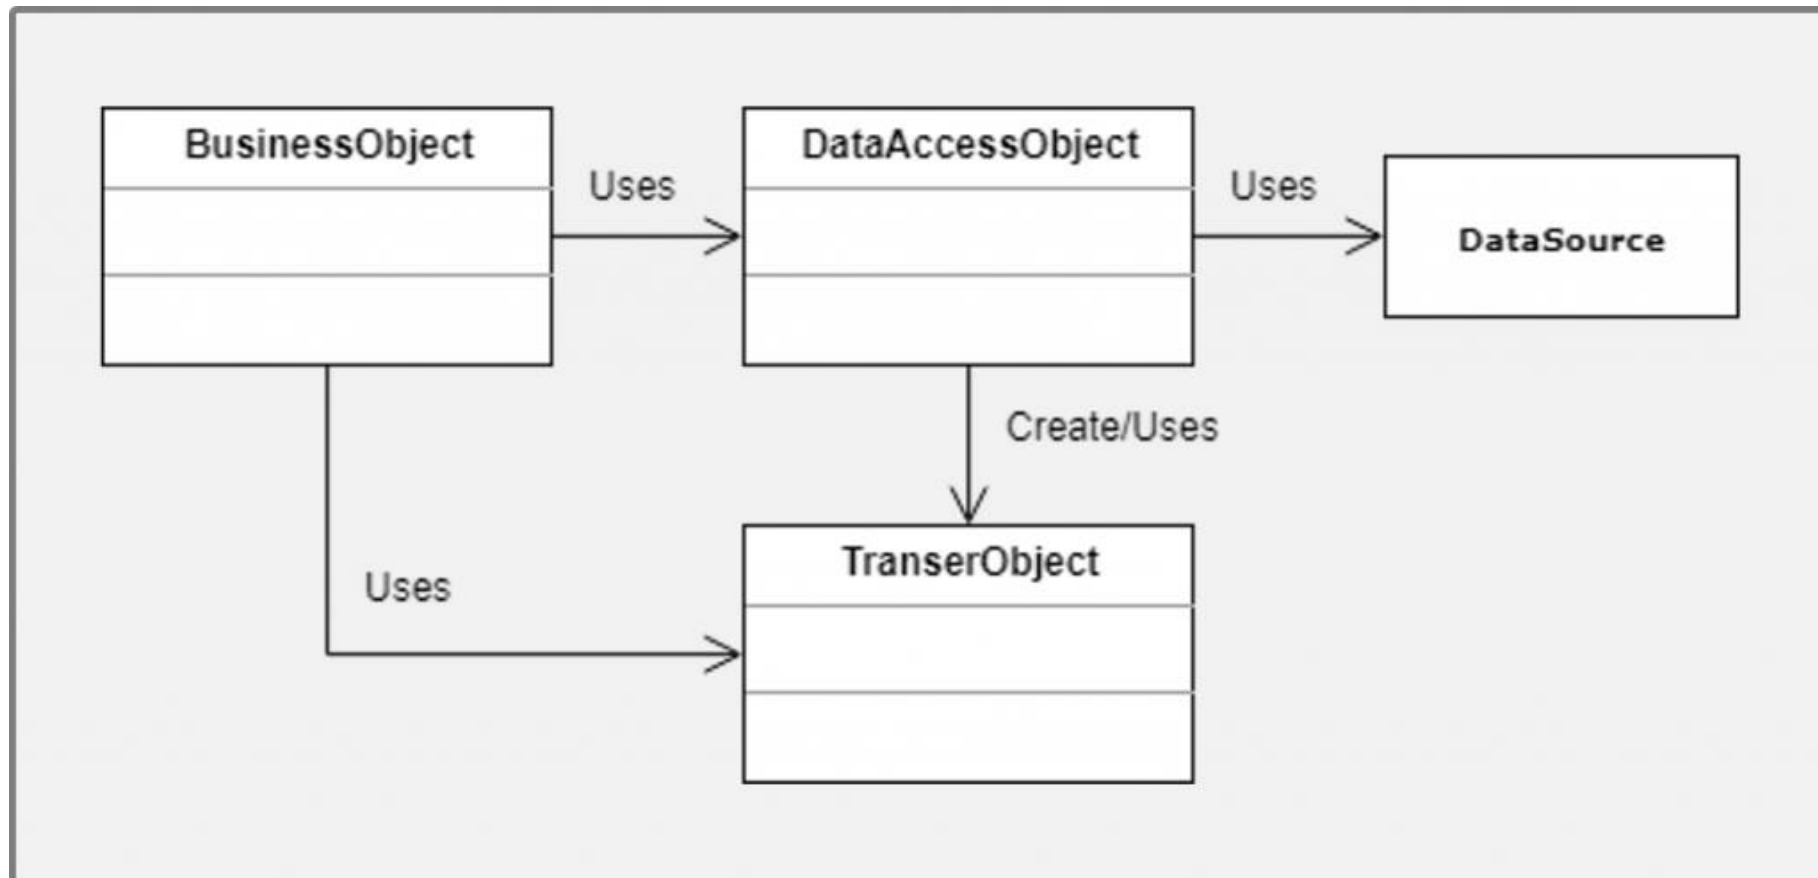 BusinessObject
Uses
DataAccessObject
Uses
DataSource
Create/Uses
Uses
TranserObject